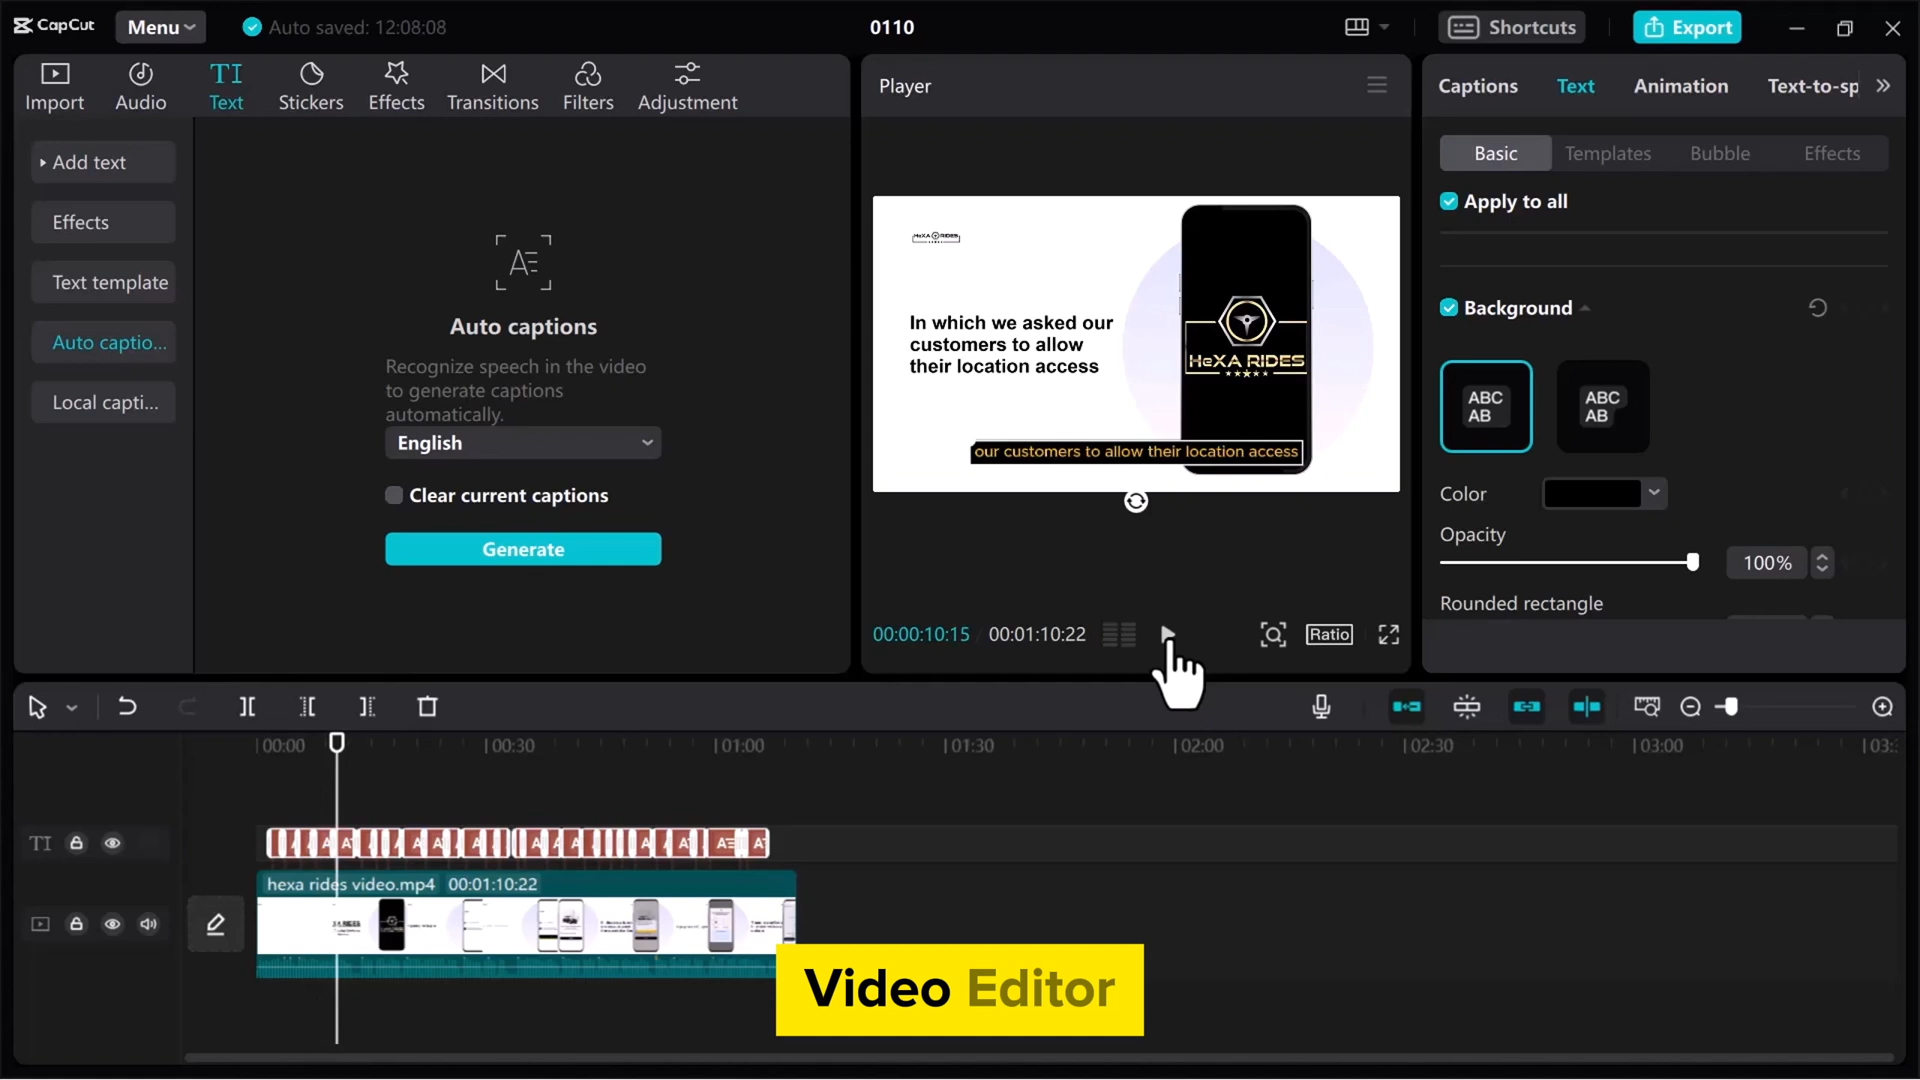 CapCut
Menu
Auto saved: 12:08:08
0110
Shortcuts
Export
Import
Audio
TI
Text
Stickers
Effects
Transitions
Filters
Adjustment
Add text
Effects
Text template
Auto captio...
Local capti...
Auto captions
Recognize speech in the video
to generate captions
automatically.
English
Clear current captions
Generate
Player
HeXA RIDES
In which we asked our
customers to allow
their location access
HeXA RIDES
our customers to allow their location access
00:00:10:15 / 00:01:10:22
Ratio
Captions
Text
Animation
Text-to-sp
Basic
Templates
Bubble
Effects
Apply to all
Background
ABC
AB
ABC
AB
Color
Opacity
100%
Rounded rectangle
00:00
00:30
01:00
01:30
02:00
02:30
03:00
03:
TI
hexa rides video.mp4 00:01:10:22
Video Editor